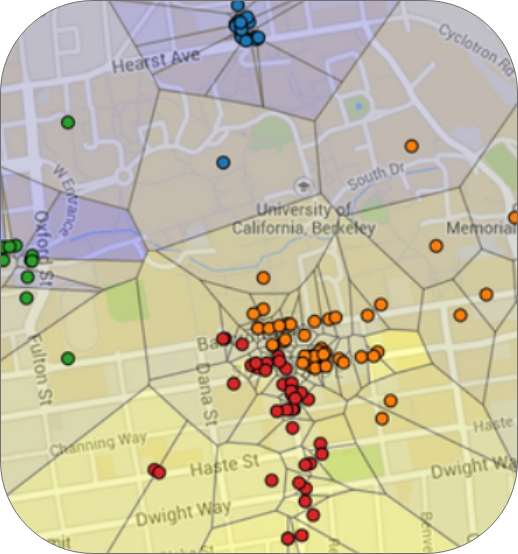 Hearst Ave
Cyclotron Rd
W Entrance
South Dr
University of
California, Berkeley
Memorial
Oxford St
Ba
Fulton St
Dana St
Channing Way
Haste St
Haste
Dwight Wa
Dwight Way